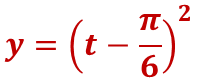 y = (t − π/6)²